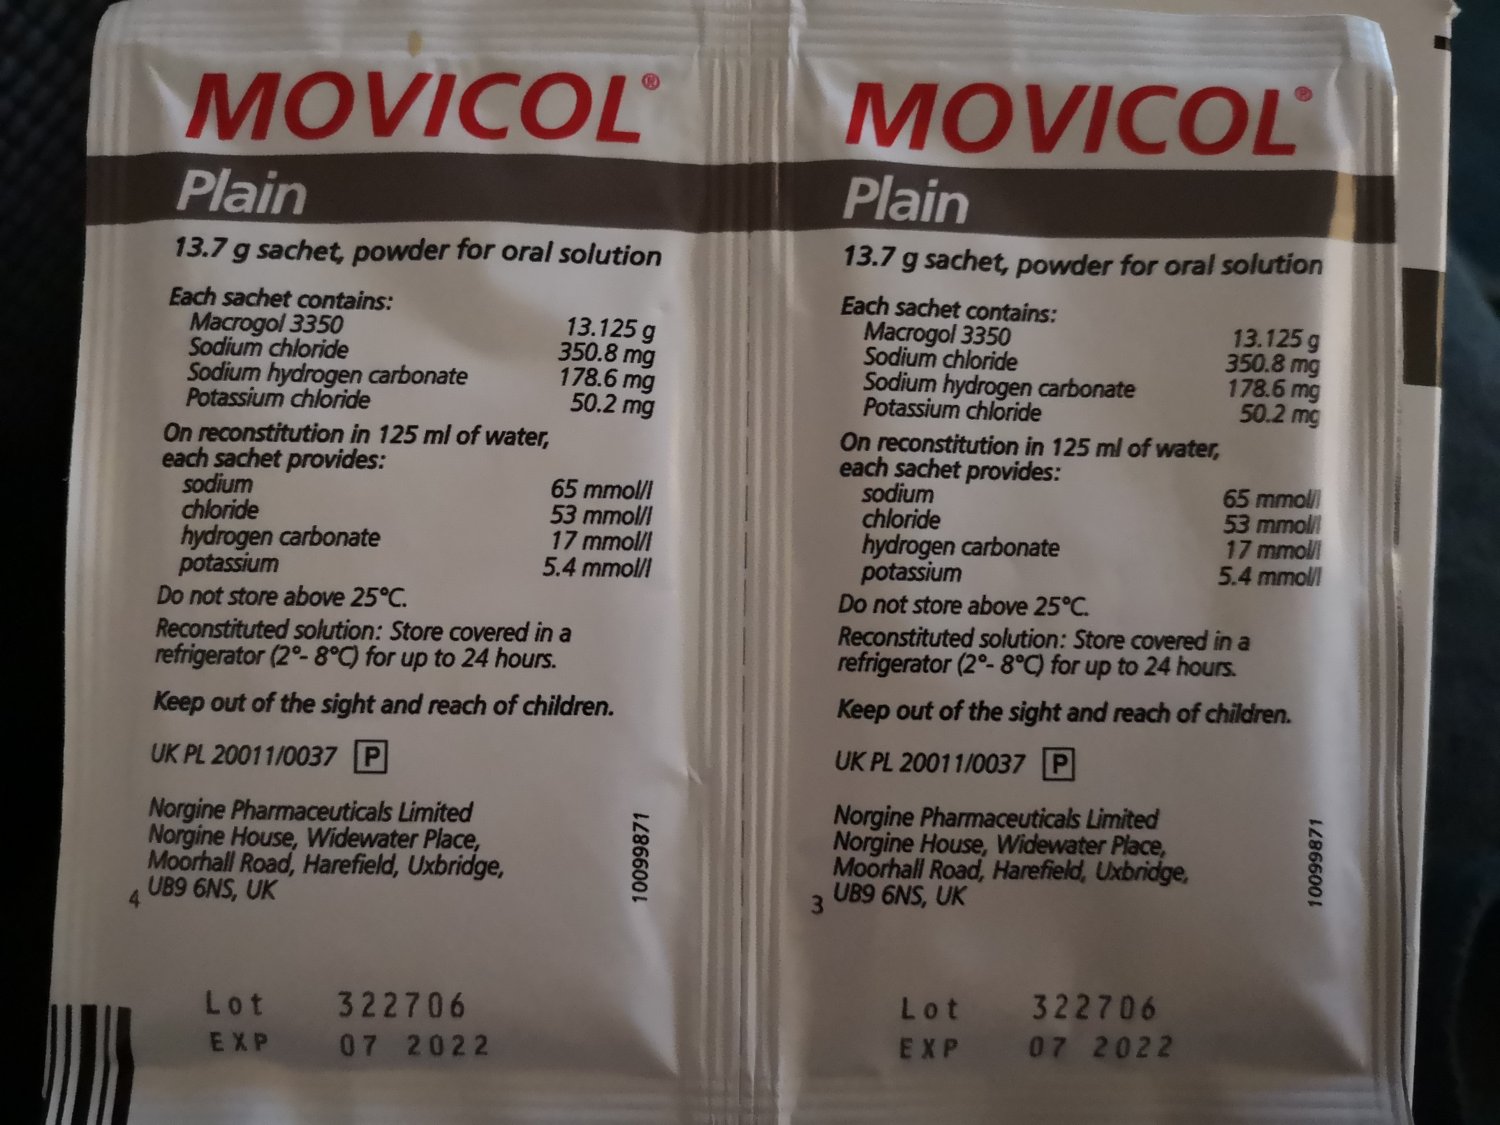 MOVICOL®
Plain
13.7 g sachet, powder for oral solution
Each sachet contains:
Macrogol 3350 13.125 g
Sodium chloride 350.8 mg
Sodium hydrogen carbonate 178.6 mg
Potassium chloride 50.2 mg
On reconstitution in 125 ml of water,
each sachet provides:
sodium 65 mmol/l
chloride 53 mmol/l
hydrogen carbonate 17 mmol/l
potassium 5.4 mmol/l
Do not store above 25°C.
Reconstituted solution: Store covered in a
refrigerator (2°- 8°C) for up to 24 hours.
Keep out of the sight and reach of children.
UK PL 20011/0037 P
Norgine Pharmaceuticals Limited
Norgine House, Widewater Place,
Moorhall Road, Harefield, Uxbridge,
UB9 6NS, UK
4
10099871
Lot 322706
EXP 07 2022
MOVICOL®
Plain
13.7 g sachet, powder for oral solution
Each sachet contains:
Macrogol 3350 13.125 g
Sodium chloride 350.8 mg
Sodium hydrogen carbonate 178.6 mg
Potassium chloride 50.2 mg
On reconstitution in 125 ml of water,
each sachet provides:
sodium 65 mmol/l
chloride 53 mmol/l
hydrogen carbonate 17 mmol/l
potassium 5.4 mmol/l
Do not store above 25°C.
Reconstituted solution: Store covered in a
refrigerator (2°- 8°C) for up to 24 hours.
Keep out of the sight and reach of children.
UK PL 20011/0037 P
Norgine Pharmaceuticals Limited
Norgine House, Widewater Place,
Moorhall Road, Harefield, Uxbridge,
UB9 6NS, UK
3
10099871
Lot 322706
EXP 07 2022